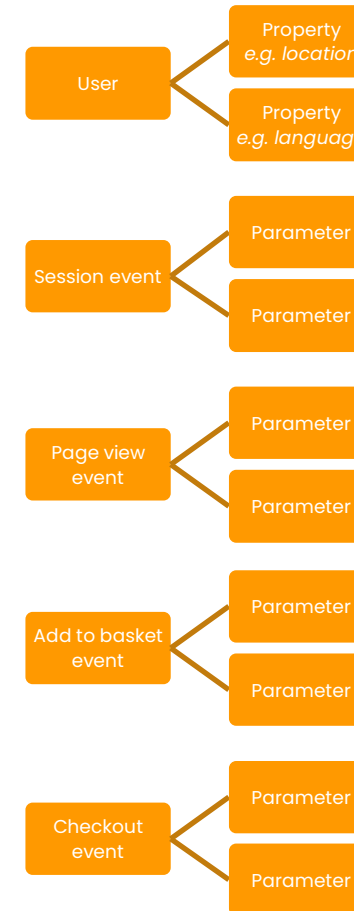 Property
e.g. location
User
Property
e.g. language
Parameter
Session event
Parameter
Parameter
Page view
event
Parameter
Parameter
Add to basket
event
Parameter
Parameter
Checkout
event
Parameter